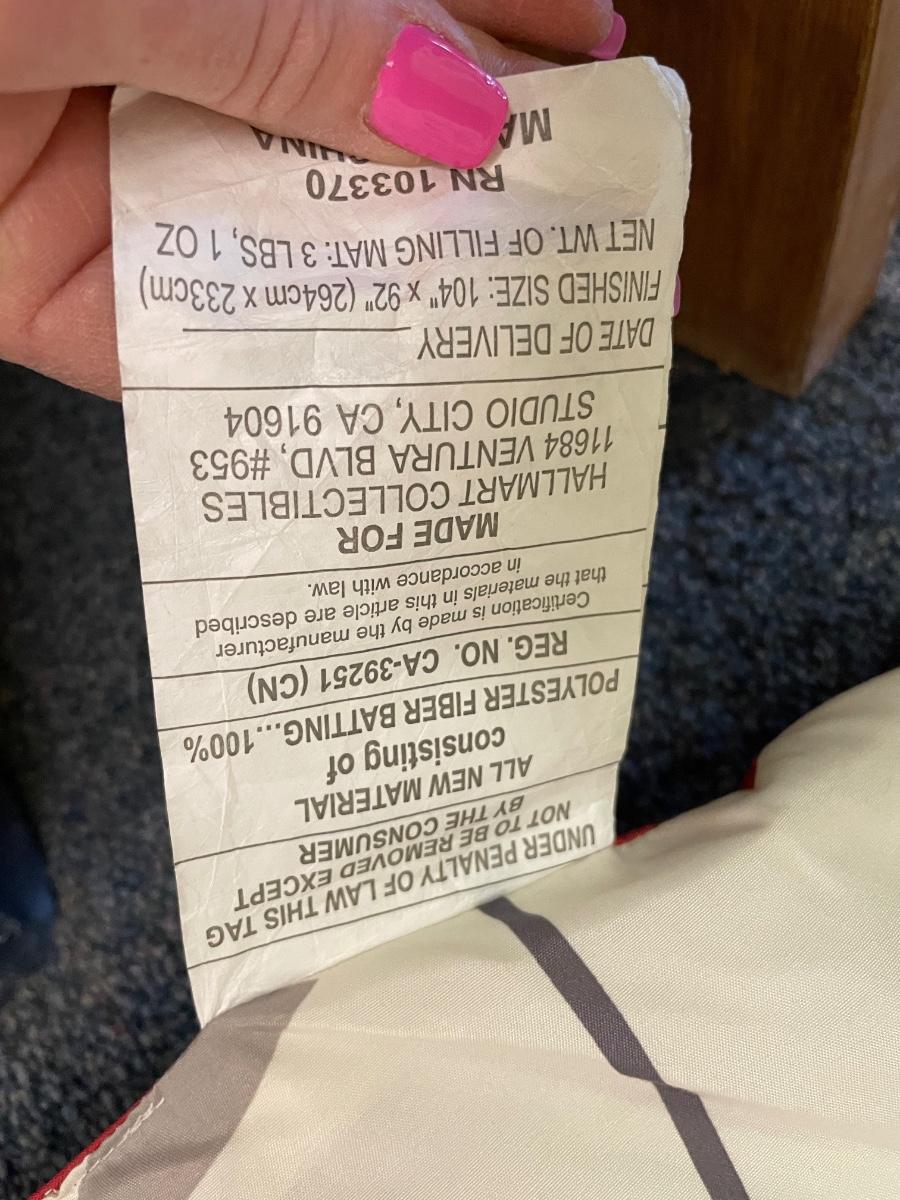 UNDER PENALTY OF LAW THIS TAG
NOT TO BE REMOVED EXCEPT
BY THE CONSUMER
ALL NEW MATERIAL
consisting of
POLYESTER FIBER BATTING...100%
REG. NO. CA-39251 (CN)
Certification is made by the manufacturer
that the materials in this article are described
in accordance with law.
MADE FOR
HALLMART COLLECTIBLES
11684 VENTURA BLVD, #953
STUDIO CITY, CA 91604
DATE OF DELIVERY
FINISHED SIZE: 104" x 92" (264cm x 233cm)
NET WT. OF FILLING MAT: 3 LBS, 1 OZ
RN 103370